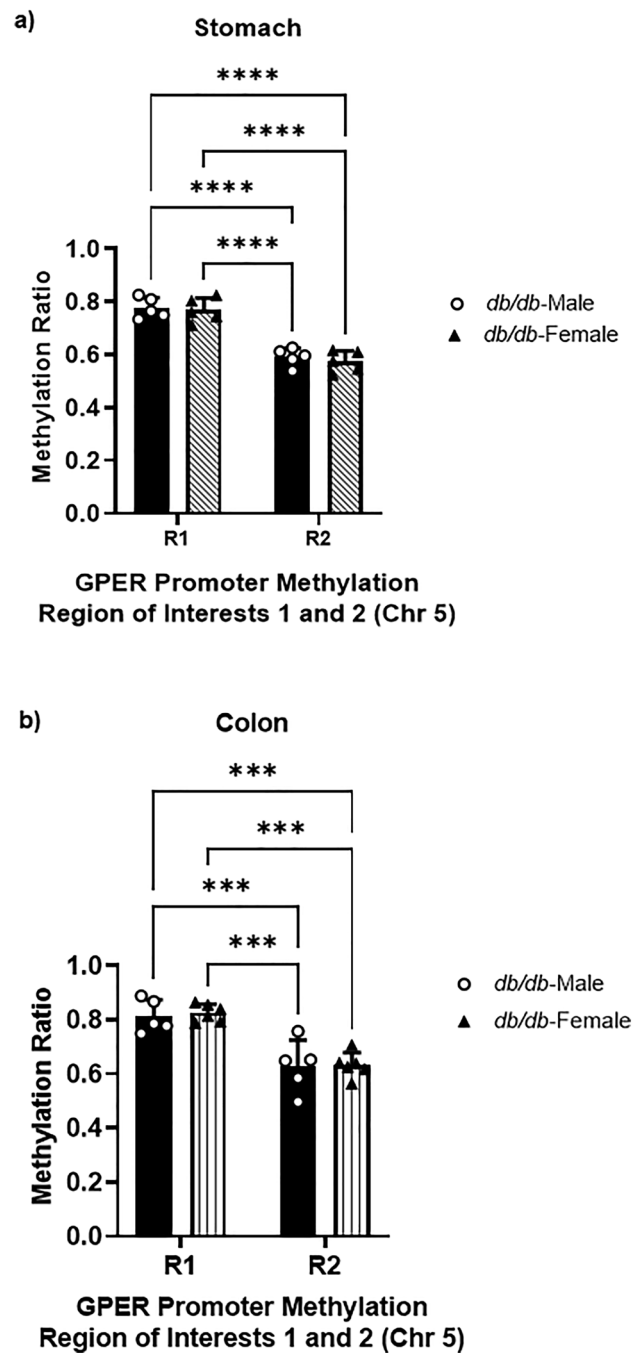 a)
Stomach
****
****
****
****
1.0
0.8
0.6
0.4
0.2
0.0
Methylation Ratio
R1
R2
db/db-Male
db/db-Female
GPER Promoter Methylation
Region of Interests 1 and 2 (Chr 5)
b)
Colon
***
***
***
***
1.0
0.8
0.6
0.4
0.2
0.0
Methylation Ratio
R1
R2
db/db-Male
db/db-Female
GPER Promoter Methylation
Region of Interests 1 and 2 (Chr 5)